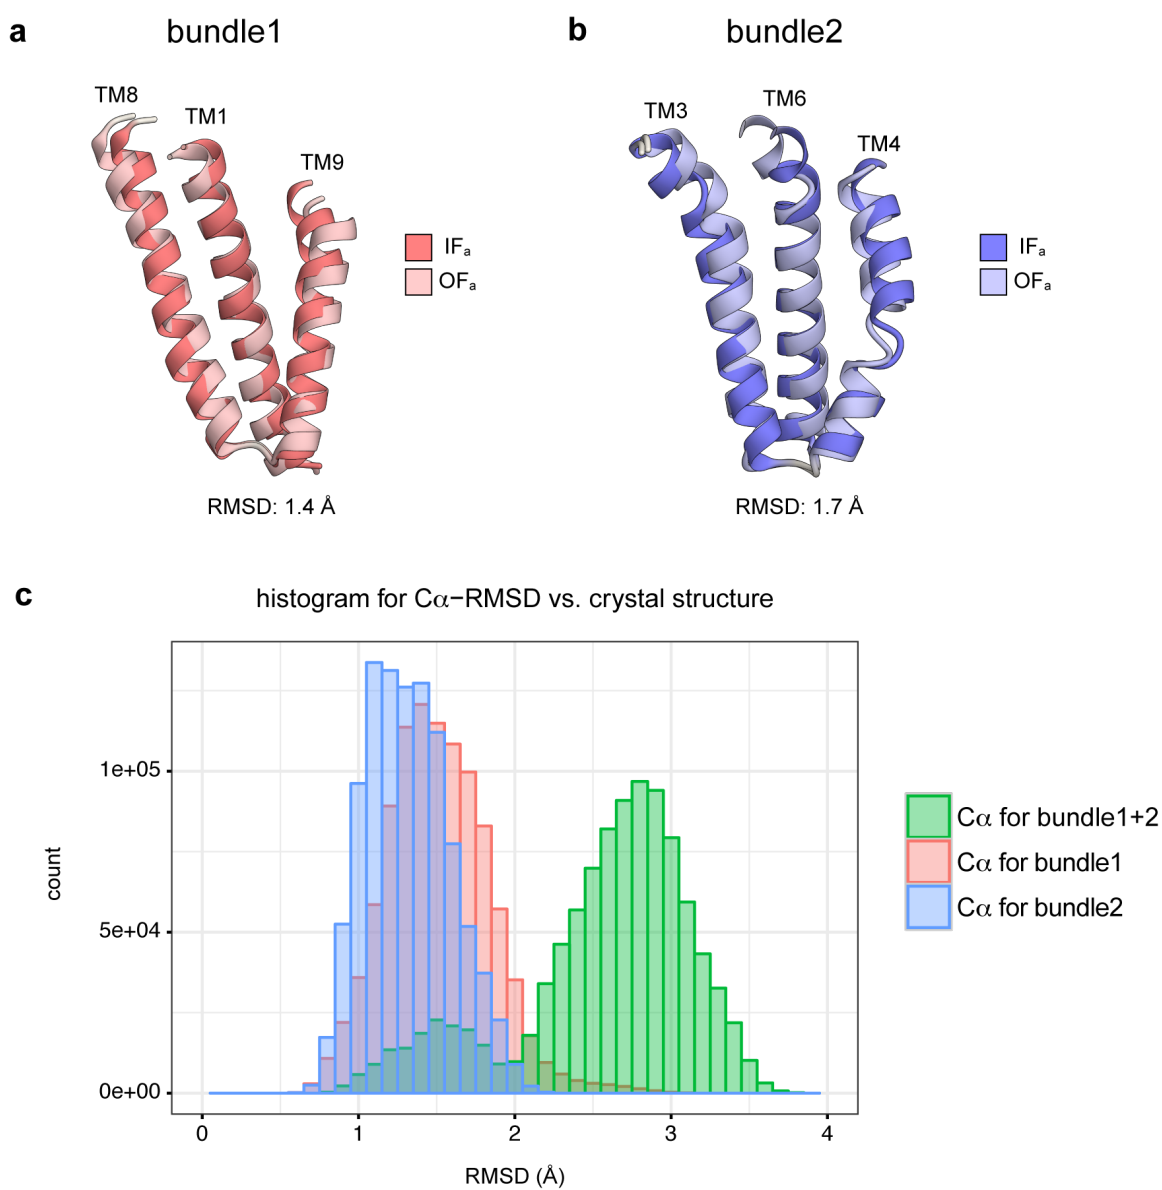 a
bundle1
TM8
TM1
TM9
IFₐ
OFₐ
RMSD: 1.4 Å
b
bundle2
TM3
TM6
TM4
IFₐ
OFₐ
RMSD: 1.7 Å
c
histogram for Cα−RMSD vs. crystal structure
count
1e+05
5e+04
0e+00
0
1
2
3
4
RMSD (Å)
Cα for bundle1+2
Cα for bundle1
Cα for bundle2